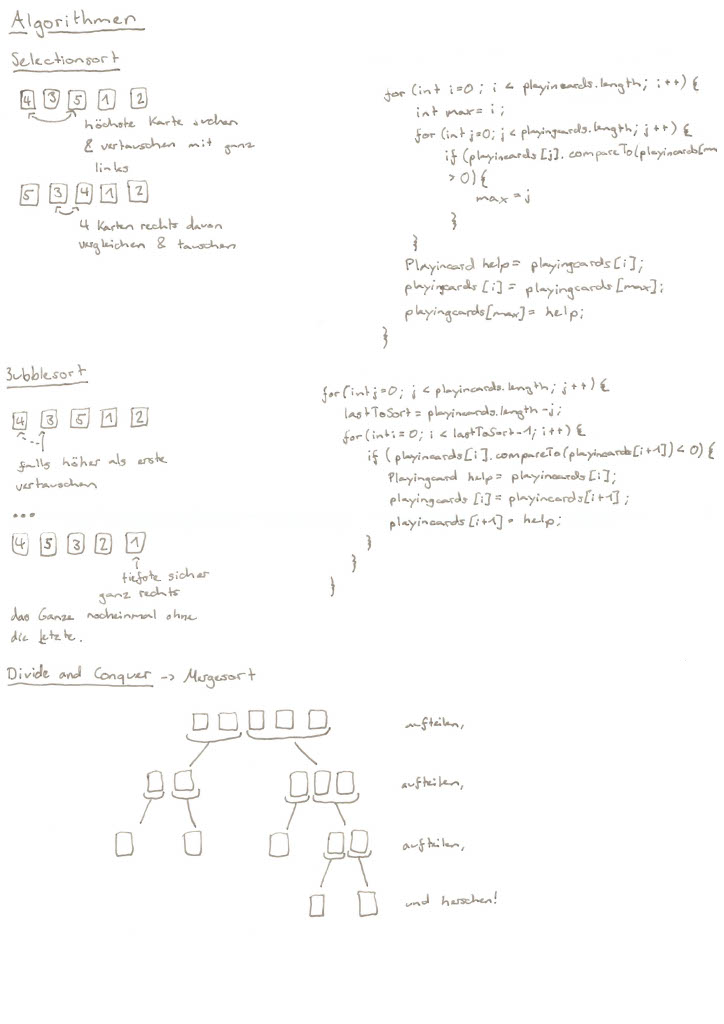 Algorithmen
Selectionsort
4 3 5 1 2
höchste Karte suchen
& vertauschen mit ganz
links
5 3 4 1 2
4 Karten rechts davon
vergleichen & tauschen
for (int i=0; i < playincards.length; i++) {
int max = i;
for (int j=0; j < playingcards.length; j++) {
if (playincards[j].compareTo(playincards[m
> 0) {
max = j
}
}
Playincard help = playingcards[i];
playingcards[i] = playingcards[max];
playingcards[max] = help;
}
Bubblesort
4 3 5 1 2
falls höher als erste
vertauschen
...
4 5 3 2 1
tiefste sicher
ganz rechts
das Ganze nocheinmal ohne
die letzte.
for (int j=0; j < playincards.length; j++) {
lastToSort = playincards.length -j;
for (int i = 0; i < lastToSort-1; i++) {
if (playincards[i].compareTo(playincards[i+1]) < 0) {
Playingcard help = playincards[i];
playingcards[i] = playincards[i+1];
playincards[i+1] = help;
}
}
}
Divide and Conquer -> Mergesort
aufteilen,
aufteilen,
aufteilen,
und herschen!